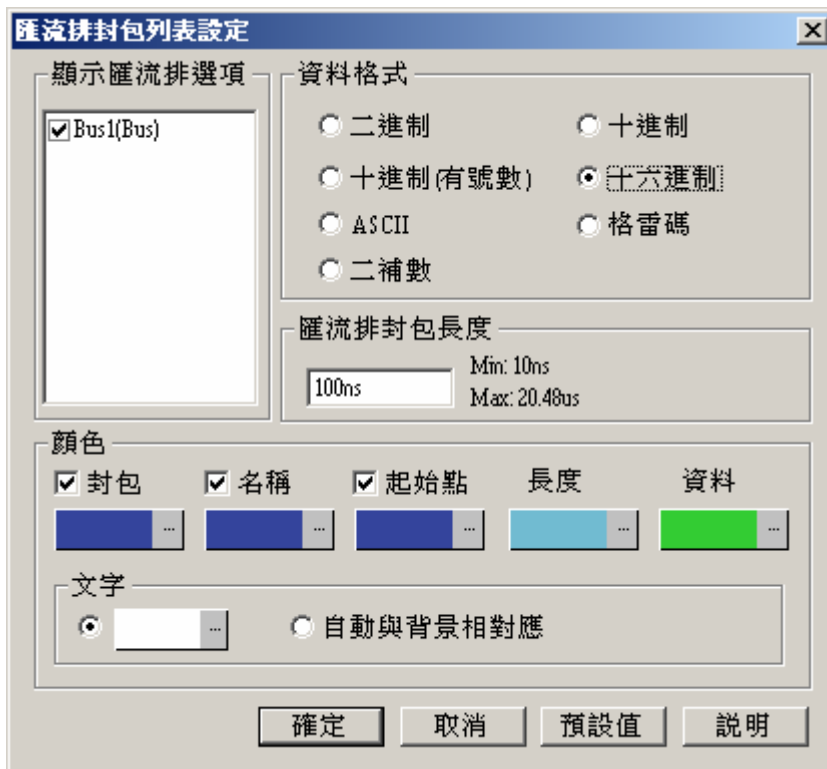 匯流排封包列表設定
顯示匯流排選項
Bus1(Bus)
資料格式
二進制
十進制
十進制(有號數)
十六進制
ASCII
格雷碼
二補數
匯流排封包長度
100ns
Min: 10ns
Max: 20.48us
顏色
封包
名稱
起始點
長度
資料
...
...
...
...
...
文字
...
自動與背景相對應
確定
取消
預設值
說明